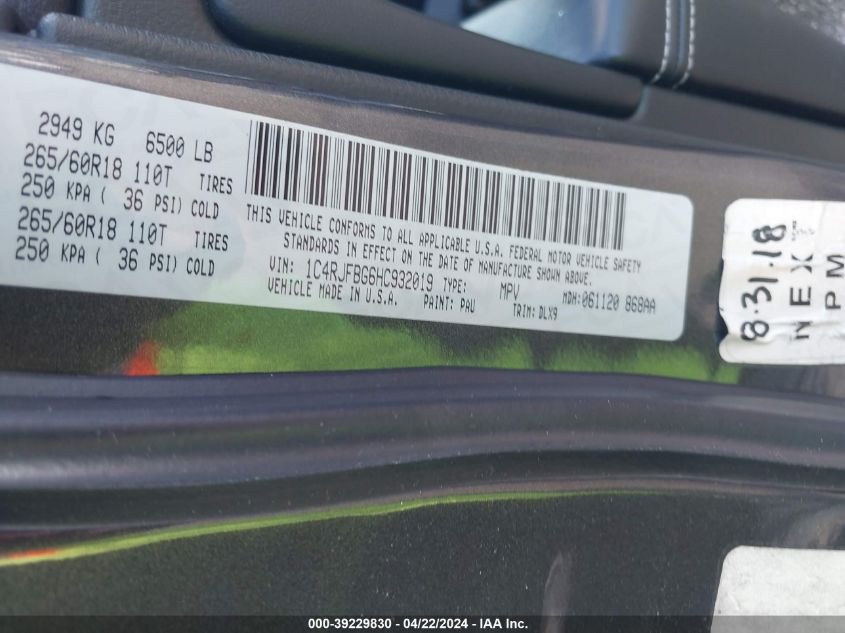 2949 KG 6500 LB
265/60R18 110T TIRES
250 KPA ( 36 PSI) COLD
265/60R18 110T TIRES
250 KPA ( 36 PSI) COLD
THIS VEHICLE CONFORMS TO ALL APPLICABLE U.S.A. FEDERAL MOTOR VEHICLE SAFETY
STANDARDS IN EFFECT ON THE DATE OF MANUFACTURE SHOWN ABOVE.
VIN: 1C4RJFBG6HC932019 TYPE: MPV MDH: 061120 868AA
VEHICLE MADE IN U.S.A. PAINT: PAU TRIM: DLX9
8.31.18
NEX
PM
000-39229830 - 04/22/2024 - IAA Inc.